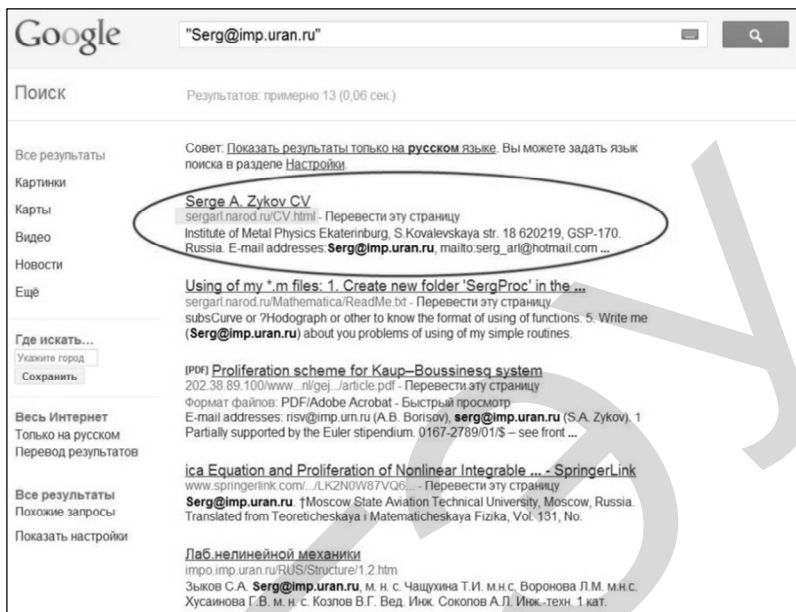 Google
"Serg@imp.uran.ru"
Поиск
Результатов: примерно 13 (0,06 сек.)
Все результаты
Картинки
Карты
Видео
Новости
Ещё
Где искать...
Укажите город
Сохранить
Весь Интернет
Только на русском
Перевод результатов
Все результаты
Похожие запросы
Показать настройки
Совет: Показать результаты только на русском языке. Вы можете задать язык
поиска в разделе Настройки.
Serge A. Zykov CV
sergarl.narod.ru/CV.html - Перевести эту страницу
Institute of Metal Physics Ekaterinburg, S.Kovalevskaya str. 18 620219, GSP-170.
Russia. E-mail addresses: Serg@imp.uran.ru, mailto:serg_arl@hotmail.com ...
Using of my *.m files: 1. Create new folder 'SergProc' in the ...
sergarl.narod.ru/Mathematica/ReadMe.txt - Перевести эту страницу
subsCurve or ?Hodograph or other to know the format of using of functions. 5. Write me
(Serg@imp.uran.ru) about you problems of using of my simple routines.
[PDF] Proliferation scheme for Kaup–Boussinesq system
202.38.89.100/www...nl/gej.../article.pdf - Перевести эту страницу
Формат файлов: PDF/Adobe Acrobat - Быстрый просмотр
E-mail addresses: risv@imp.urn.ru (A.B. Borisov), serg@imp.uran.ru (S.A. Zykov). 1
Partially supported by the Euler stipendium. 0167-2789/01/$ – see front ...
ica Equation and Proliferation of Nonlinear Integrable ... - SpringerLink
www.springerlink.com/.../LK2N0W87VQ6... - Перевести эту страницу
Serg@imp.uran.ru. †Moscow State Aviation Technical University, Moscow, Russia.
Translated from Teoreticheskaya i Matematicheskaya Fizika, Vol. 131, No.
Лаб.нелинейной механики
impo.imp.uran.ru/RUS/Structure/1.2.htm
Зыков С.А. Serg@imp.uran.ru, м. н. с. Чащухина Т.И. м.н.с. Воронова Л.М. м.н.с.
Хусаинова Г.В. м. н. с. Козлов В.Г. Вед. Инж. Соколов А.Л. Инж.-техн. 1 кат.